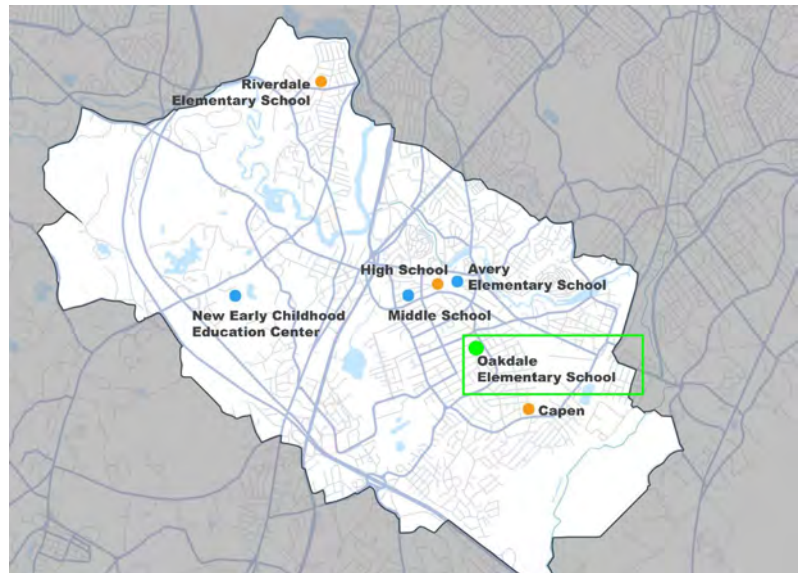 Riverdale
Elementary School
High School
Avery
Elementary School
New Early Childhood
Education Center
Middle School
Oakdale
Elementary School
Capen